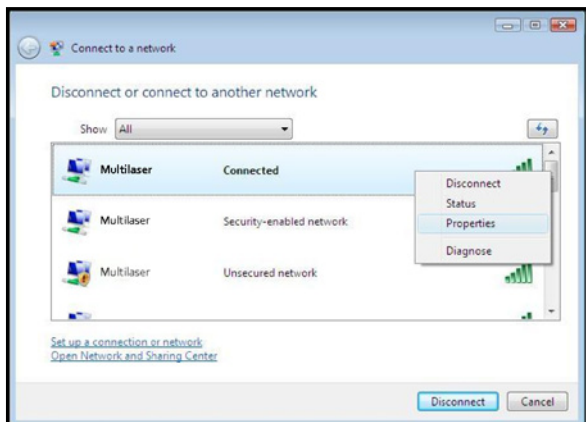 Connect to a network
Disconnect or connect to another network
Show All
Multilaser Connected
Disconnect
Status
Multilaser Security-enabled network
Properties
Diagnose
Multilaser Unsecured network
Set up a connection or network
Open Network and Sharing Center
Disconnect Cancel